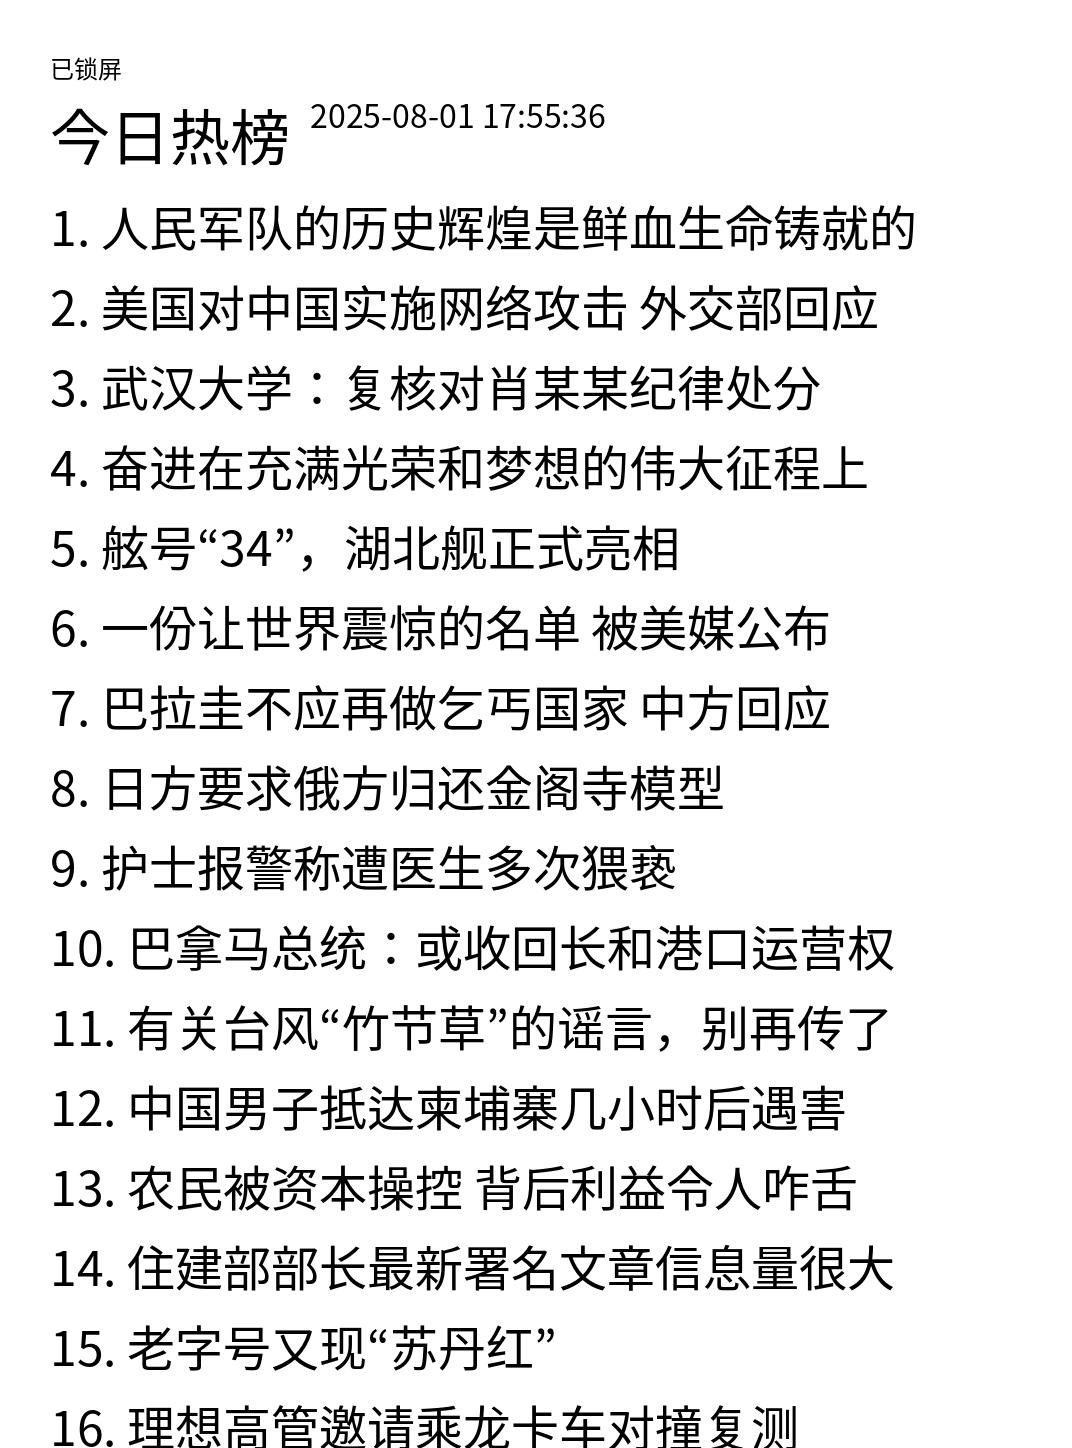 已锁屏
今日热榜 2025-08-01 17:55:36
1. 人民军队的历史辉煌是鲜血生命铸就的
2. 美国对中国实施网络攻击 外交部回应
3. 武汉大学：复核对肖某某纪律处分
4. 奋进在充满光荣和梦想的伟大征程上
5. 舷号“34”，湖北舰正式亮相
6. 一份让世界震惊的名单 被美媒公布
7. 巴拉圭不应再做乞丐国家 中方回应
8. 日方要求俄方归还金阁寺模型
9. 护士报警称遭医生多次猥亵
10. 巴拿马总统：或收回长和港口运营权
11. 有关台风“竹节草”的谣言，别再传了
12. 中国男子抵达柬埔寨几小时后遇害
13. 农民被资本操控 背后利益令人咋舌
14. 住建部部长最新署名文章信息量很大
15. 老字号又现“苏丹红”
16. 理想高管邀请乘龙卡车对撞复测